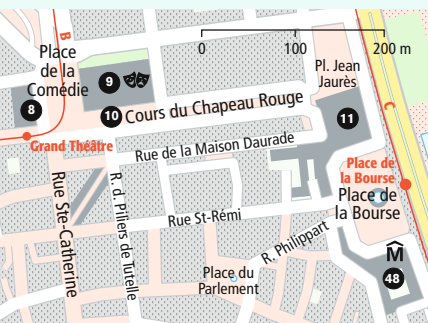 B
Place
de la
Comédie
0 100 200 m
Pl. Jean
Jaurès
C
9
8
10
Cours du Chapeau Rouge
11
Grand Théâtre
Rue de la Maison Daurade
Place de
la Bourse
Place de
la Bourse
Rue Ste-Catherine
R. d. Piliers de Tutelle
Rue St-Rémi
R. Philippart
Place du
Parlement
M
48